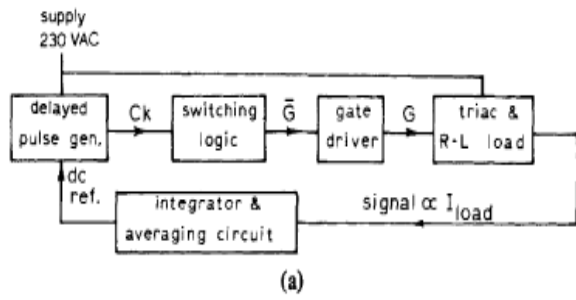 supply
230 VAC
delayed
pulse gen.
Ck
switching
logic
G̅
gate
driver
G
triac &
R-L load
dc
ref.
integrator &
averaging circuit
signal ∝ I_load
(a)